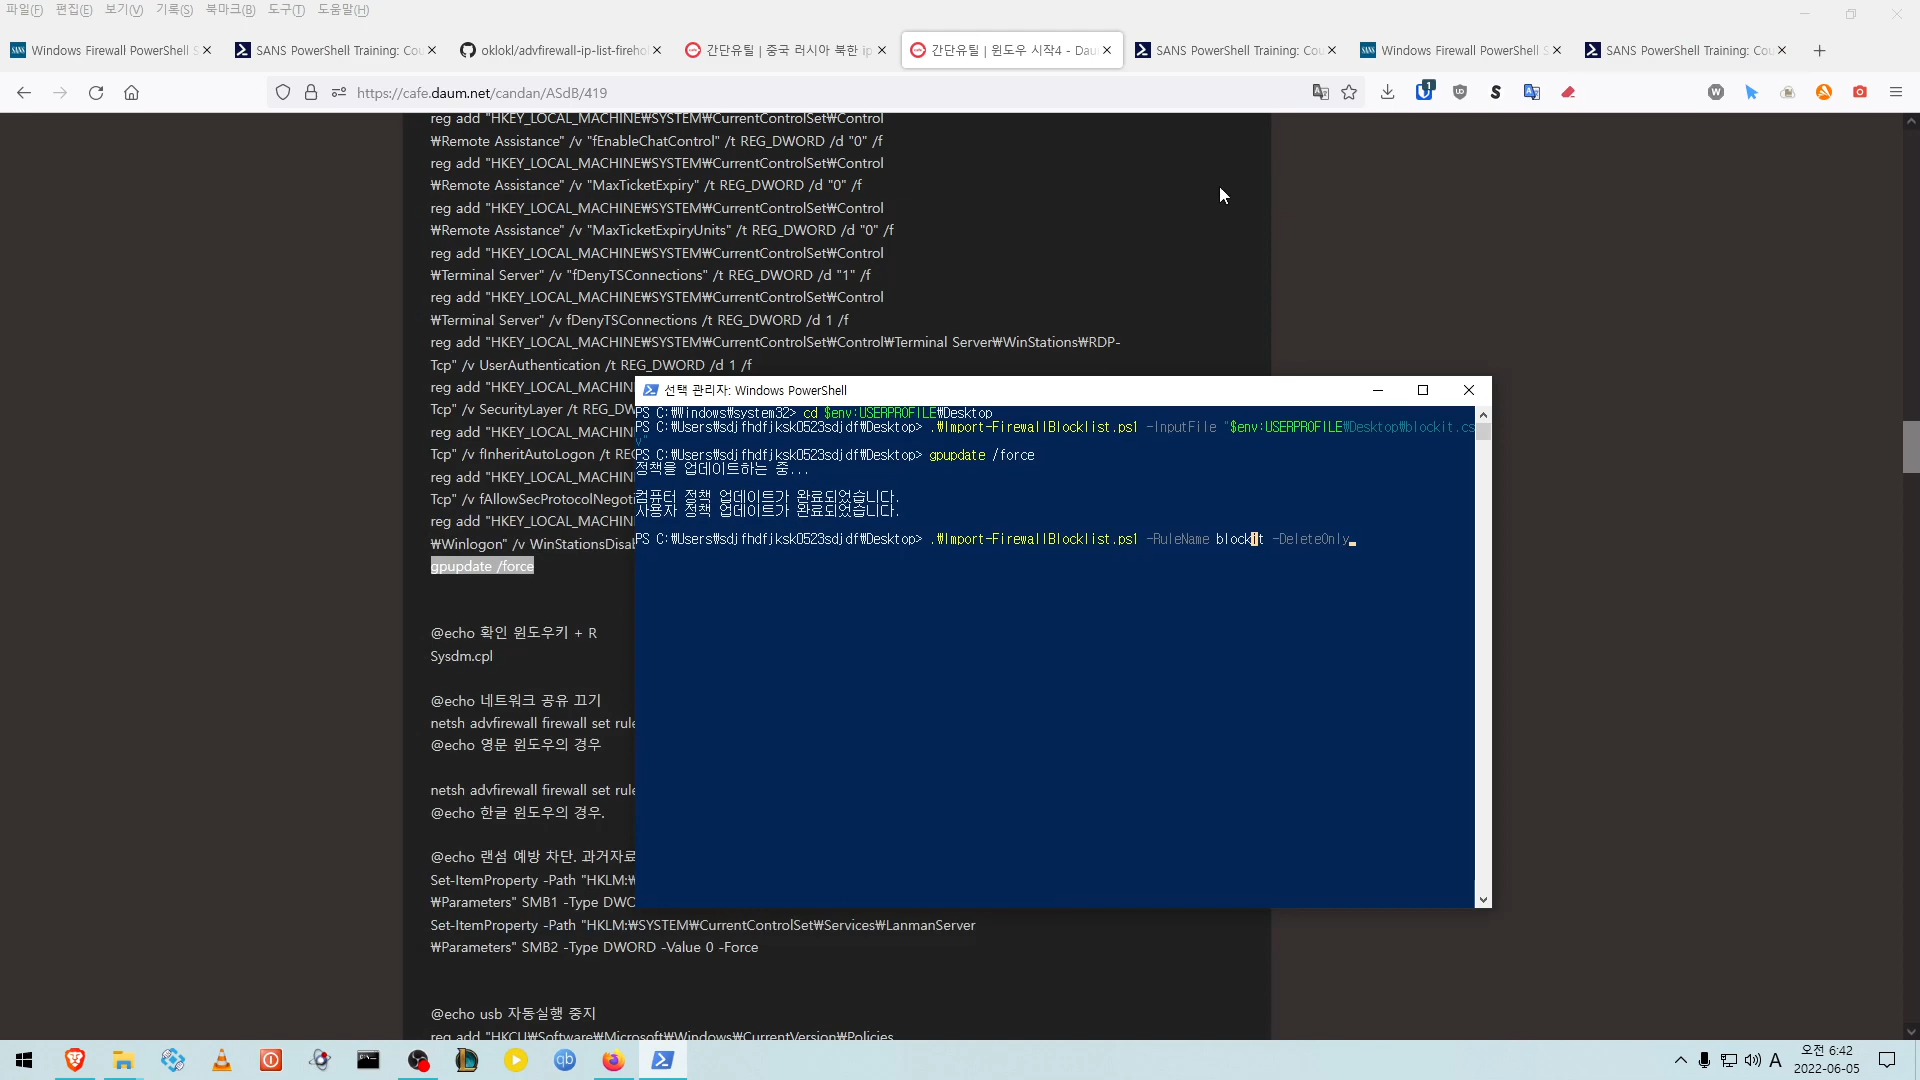 파일(F) 편집(E) 보기(V) 기록(S) 북마크(B) 도구(T) 도움말(H)
Windows Firewall PowerShell S
SANS PowerShell Training: Cou
oklokl/advfirewall-ip-list-firehol
간단유틸 | 중국 러시아 북한 ip
간단유틸 | 윈도우 시작4 - Dau
SANS PowerShell Training: Cou
Windows Firewall PowerShell S
SANS PowerShell Training: Cou
https://cafe.daum.net/candan/ASdB/419
reg add "HKEY_LOCAL_MACHINE₩SYSTEM₩CurrentControlSet₩Control
₩Remote Assistance" /v "fEnableChatControl" /t REG_DWORD /d "0" /f
reg add "HKEY_LOCAL_MACHINE₩SYSTEM₩CurrentControlSet₩Control
₩Remote Assistance" /v "MaxTicketExpiry" /t REG_DWORD /d "0" /f
reg add "HKEY_LOCAL_MACHINE₩SYSTEM₩CurrentControlSet₩Control
₩Remote Assistance" /v "MaxTicketExpiryUnits" /t REG_DWORD /d "0" /f
reg add "HKEY_LOCAL_MACHINE₩SYSTEM₩CurrentControlSet₩Control
₩Terminal Server" /v "fDenyTSConnections" /t REG_DWORD /d "1" /f
reg add "HKEY_LOCAL_MACHINE₩SYSTEM₩CurrentControlSet₩Control
₩Terminal Server" /v fDenyTSConnections /t REG_DWORD /d 1 /f
reg add "HKEY_LOCAL_MACHINE₩SYSTEM₩CurrentControlSet₩Control₩Terminal Server₩WinStations₩RDP-
Tcp" /v UserAuthentication /t REG_DWORD /d 1 /f
reg add "HKEY_LOCAL_MACHIN
Tcp" /v SecurityLayer /t REG_DW
reg add "HKEY_LOCAL_MACHIN
Tcp" /v fInheritAutoLogon /t REG
reg add "HKEY_LOCAL_MACHIN
Tcp" /v fAllowSecProtocolNegoti
reg add "HKEY_LOCAL_MACHIN
₩Winlogon" /v WinStationsDisab
gpupdate /force
@echo 확인 윈도우키 + R
Sysdm.cpl
@echo 네트워크 공유 끄기
netsh advfirewall firewall set rule
@echo 영문 윈도우의 경우
netsh advfirewall firewall set rule
@echo 한글 윈도우의 경우.
@echo 랜섬 예방 차단. 과거자료
Set-ItemProperty -Path "HKLM:₩
₩Parameters" SMB1 -Type DWO
Set-ItemProperty -Path "HKLM:₩SYSTEM₩CurrentControlSet₩Services₩LanmanServer
₩Parameters" SMB2 -Type DWORD -Value 0 -Force
@echo usb 자동실행 중지
reg add "HKCU₩Software₩Microsoft₩Windows₩CurrentVersion₩Policies
선택 관리자: Windows PowerShell
PS C:₩Windows₩system32> cd $env:USERPROFILE₩Desktop
PS C:₩Users₩sdjfhdfjksk0523sdjdf₩Desktop> .₩Import-FirewallBlocklist.ps1 -InputFile "$env:USERPROFILE₩Desktop₩blockit.cs
v"
PS C:₩Users₩sdjfhdfjksk0523sdjdf₩Desktop> gpupdate /force
정책을 업데이트하는 중...
컴퓨터 정책 업데이트가 완료되었습니다.
사용자 정책 업데이트가 완료되었습니다.
PS C:₩Users₩sdjfhdfjksk0523sdjdf₩Desktop> .₩Import-FirewallBlocklist.ps1 -RuleName blockit -DeleteOnly
A
오전 6:42
2022-06-05